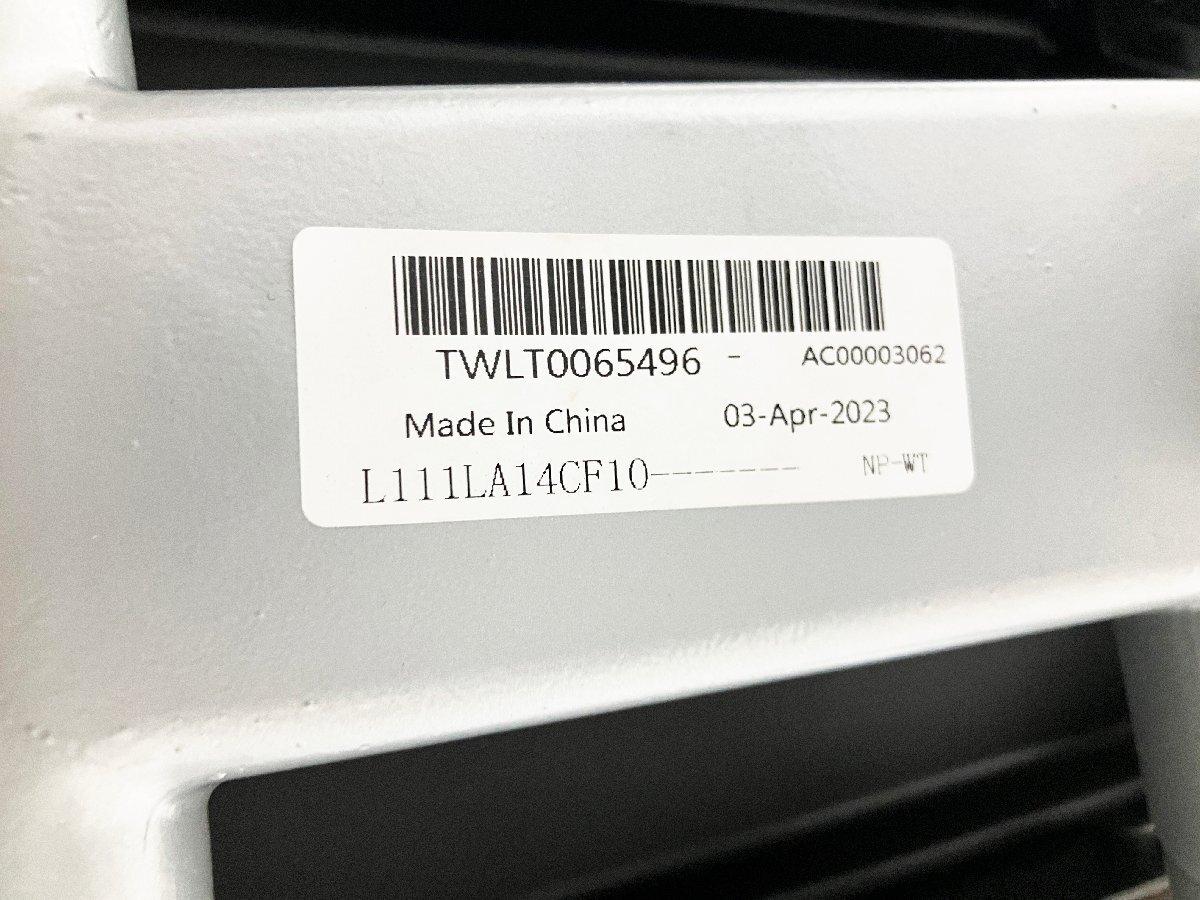 TWLT0065496 - AC00003062
Made In China 03-Apr-2023
L111LA14CF10------- NP-WT